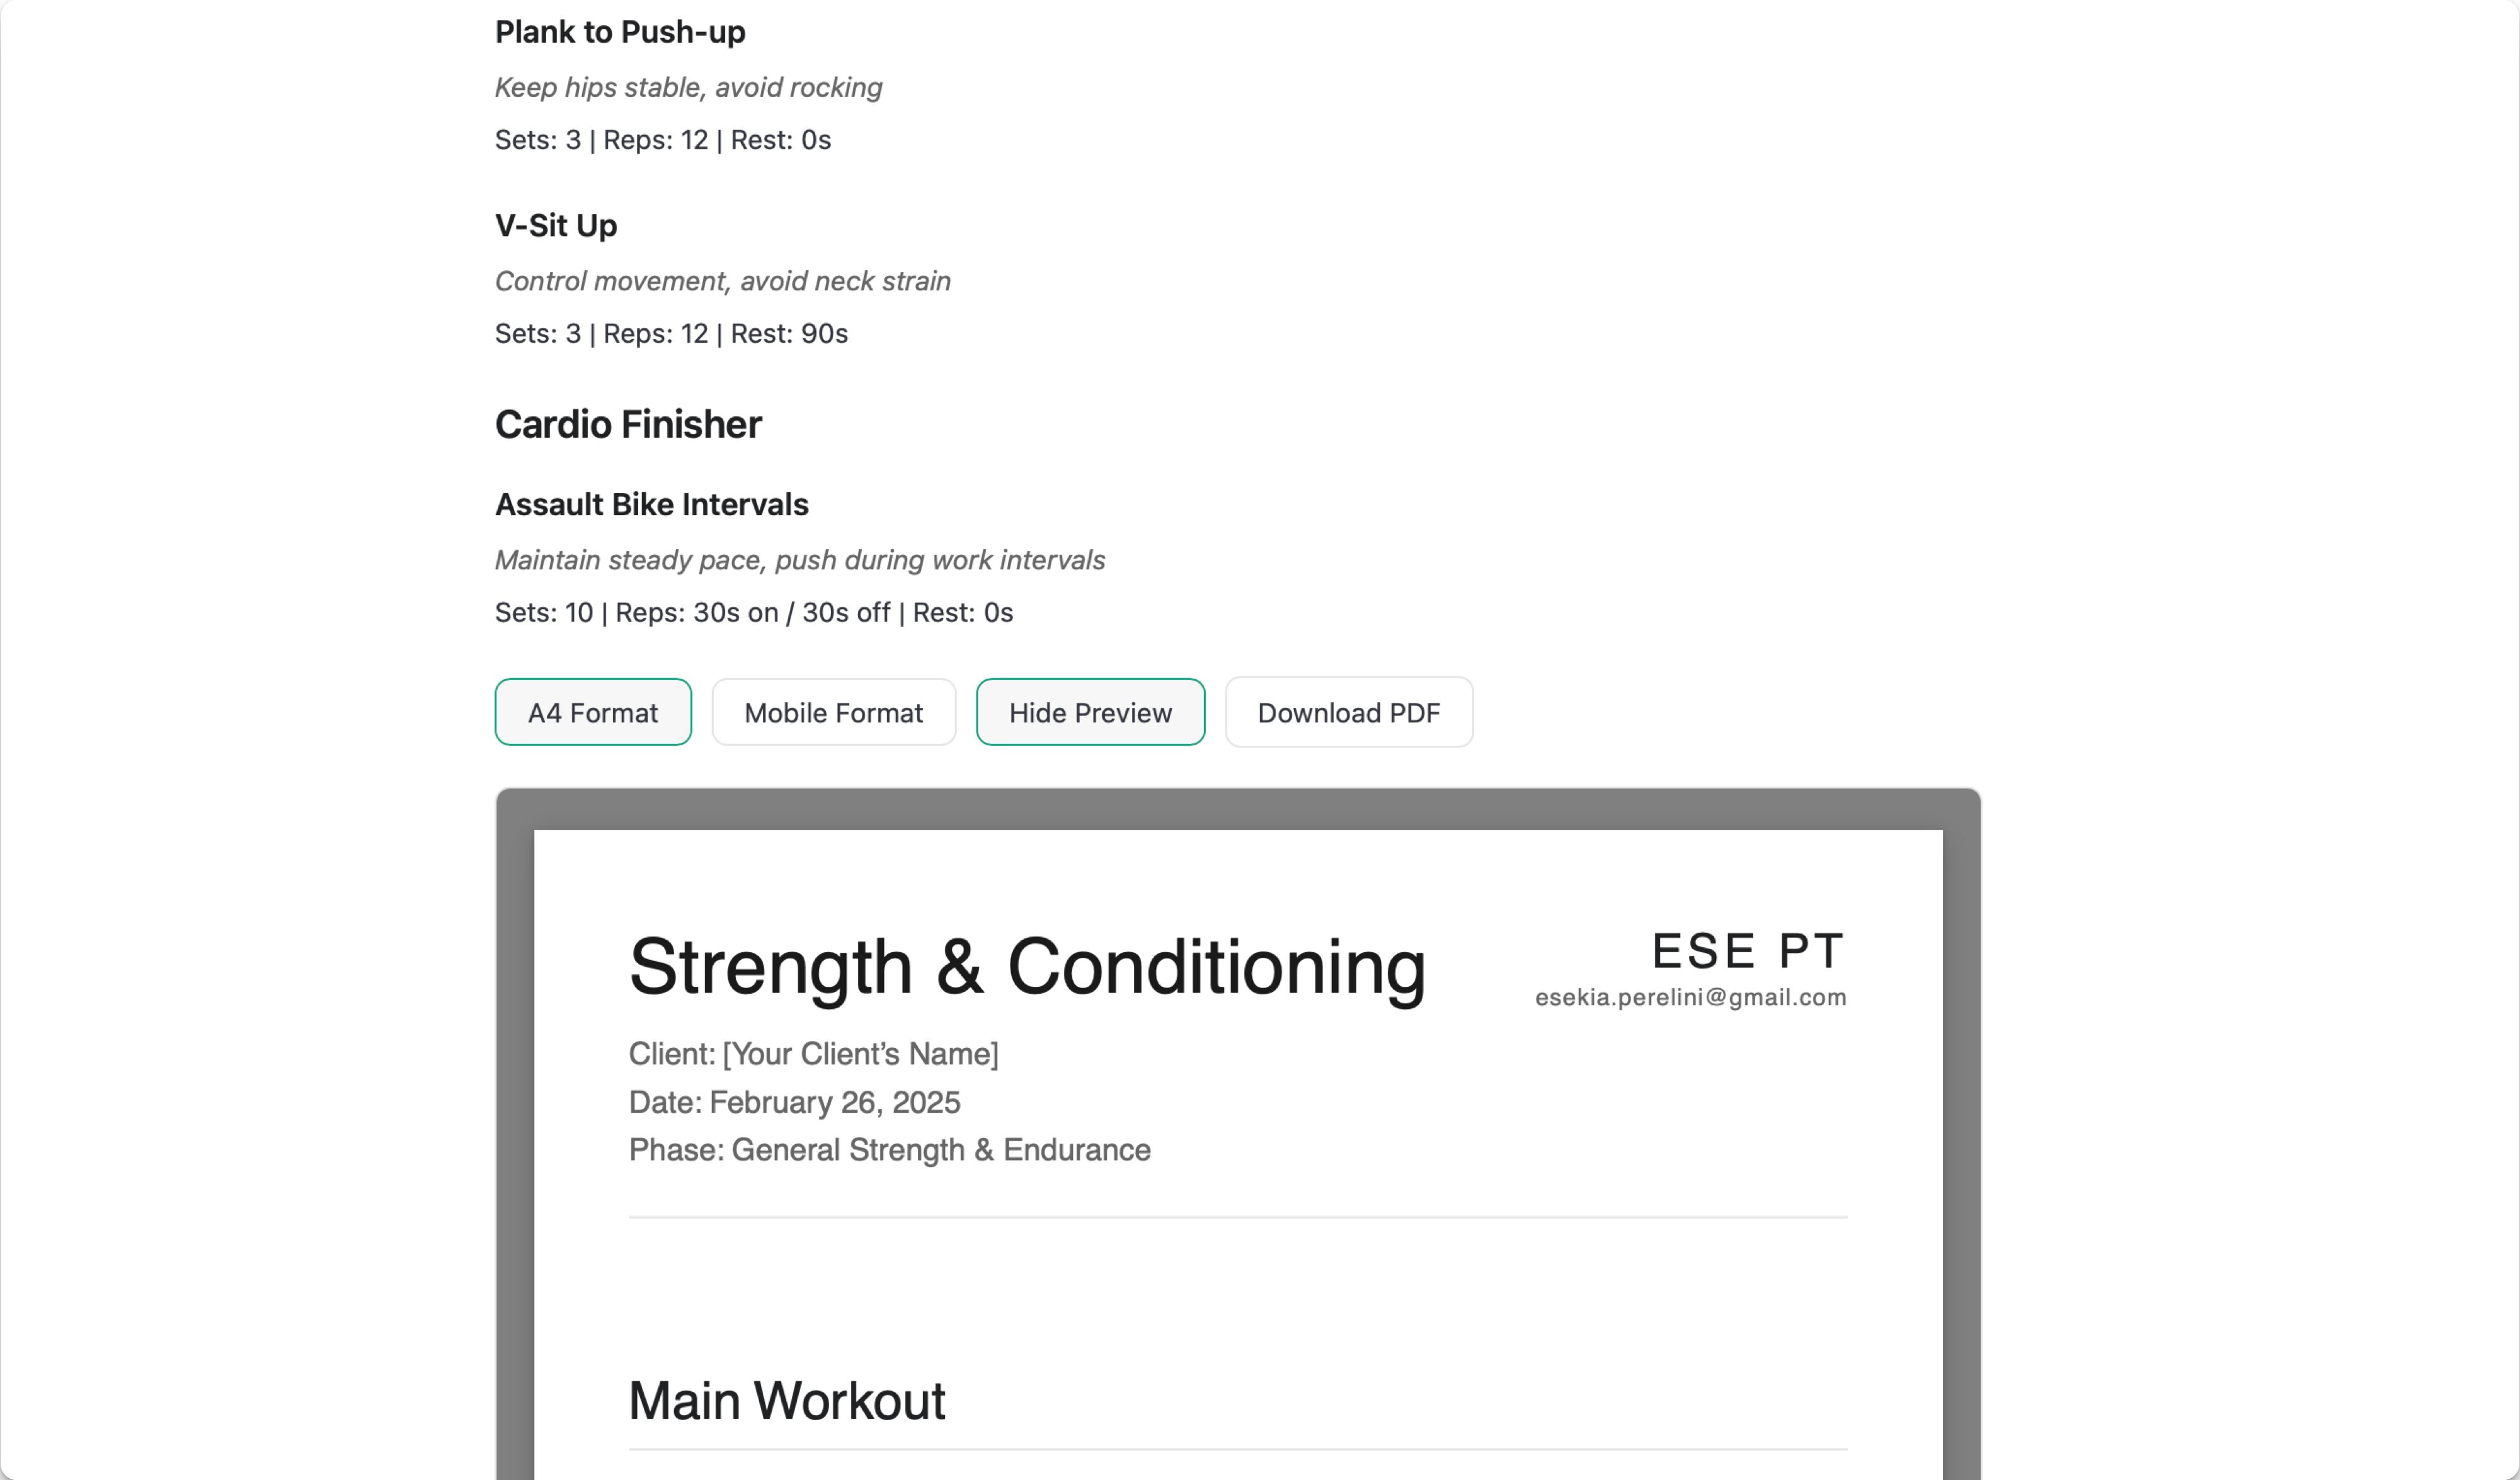 Plank to Push-up
Keep hips stable, avoid rocking
Sets: 3 | Reps: 12 | Rest: 0s
V-Sit Up
Control movement, avoid neck strain
Sets: 3 | Reps: 12 | Rest: 90s
Cardio Finisher
Assault Bike Intervals
Maintain steady pace, push during work intervals
Sets: 10 | Reps: 30s on / 30s off | Rest: 0s
A4 Format
Mobile Format
Hide Preview
Download PDF
Strength & Conditioning
ESE PT
esekia.perelini@gmail.com
Client: [Your Client’s Name]
Date: February 26, 2025
Phase: General Strength & Endurance
Main Workout